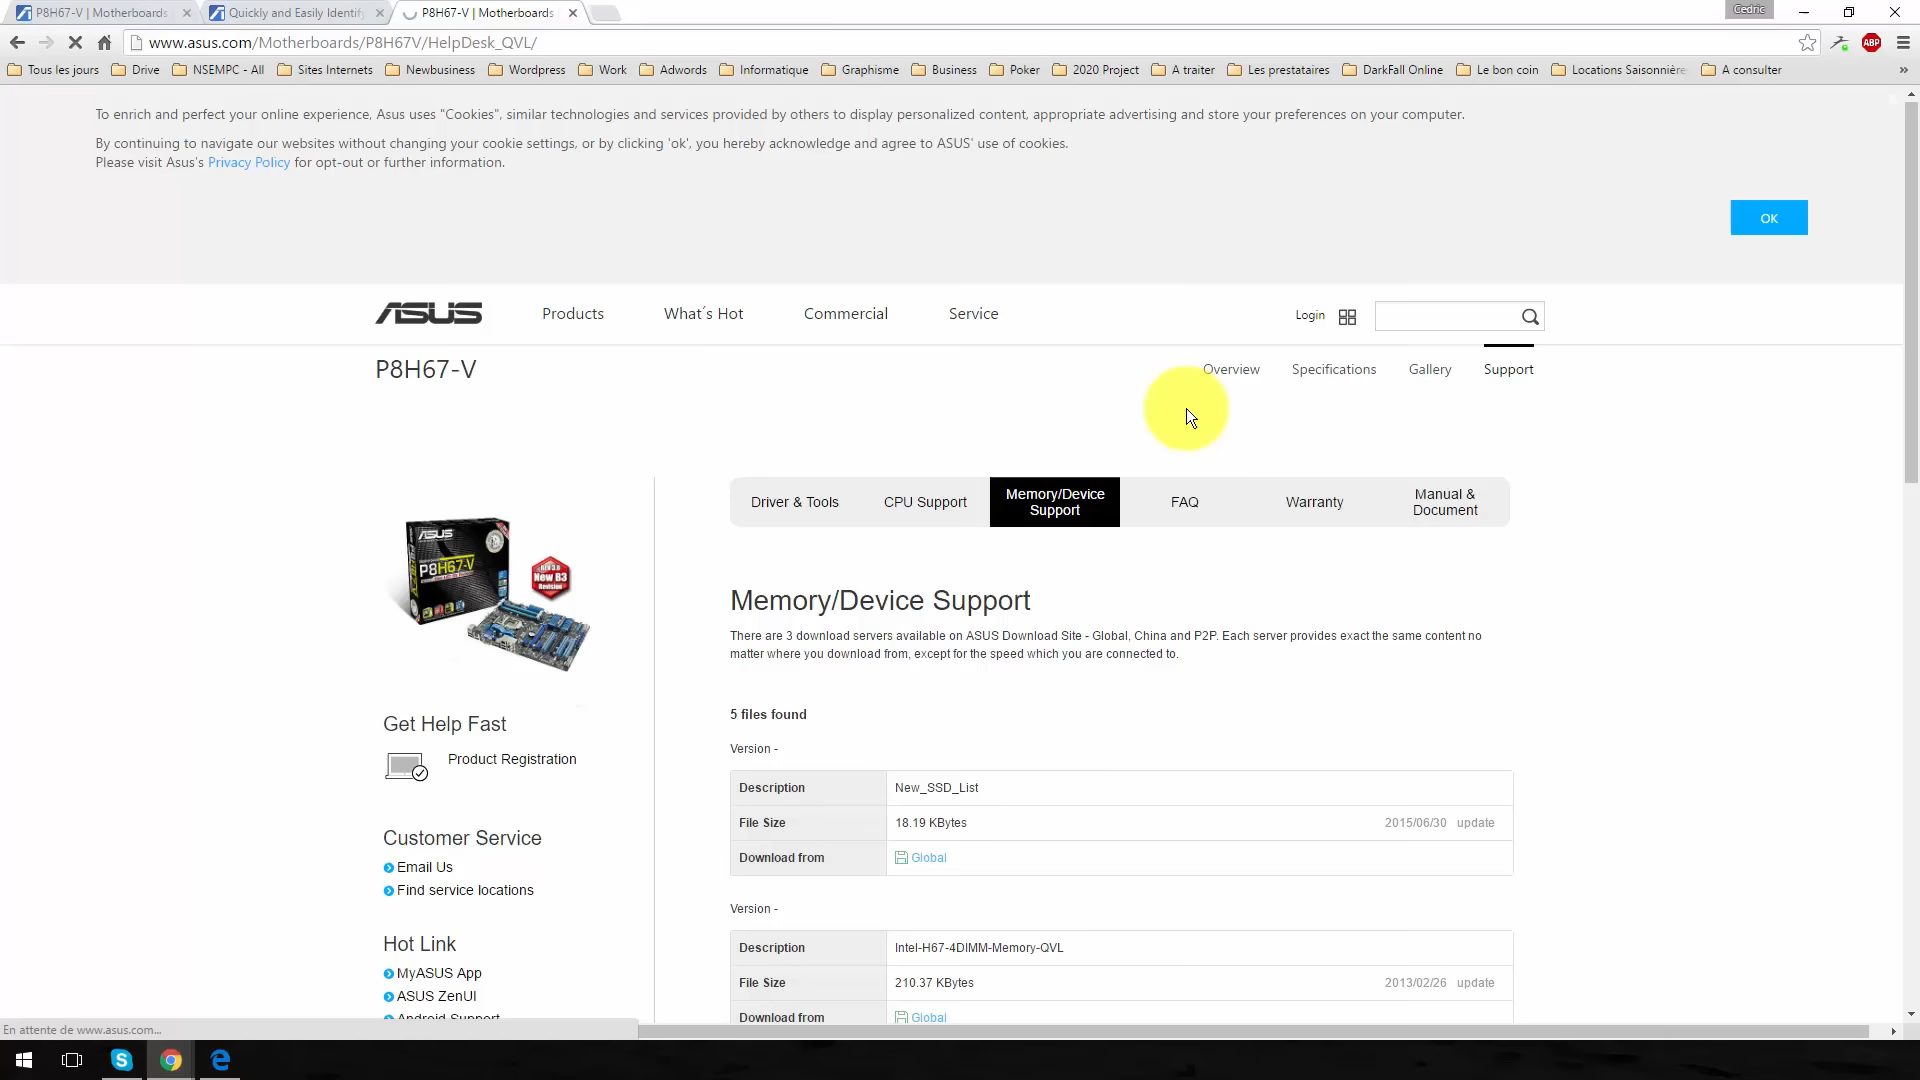 P8H67-V | Motherboards
Quickly and Easily Identify
P8H67-V | Motherboards
Cedric
www.asus.com/Motherboards/P8H67V/HelpDesk_QVL/
ABP
Tous les jours
Drive
NSEMPC - All
Sites Internets
Newbusiness
Wordpress
Work
Adwords
Informatique
Graphisme
Business
Poker
2020 Project
A traiter
Les prestataires
DarkFall Online
Le bon coin
Locations Saisonnière
A consulter
»
To enrich and perfect your online experience, Asus uses "Cookies", similar technologies and services provided by others to display personalized content, appropriate advertising and store your preferences on your computer.
By continuing to navigate our websites without changing your cookie settings, or by clicking 'ok', you hereby acknowledge and agree to ASUS' use of cookies.
Please visit Asus's Privacy Policy for opt-out or further information.
OK
ASUS
Products
What´s Hot
Commercial
Service
Login
P8H67-V
Overview
Specifications
Gallery
Support
Driver & Tools
CPU Support
Memory/Device
Support
FAQ
Warranty
Manual &
Document
ASUS
P8H67-V
REV 3.0
New B3
Revision
Memory/Device Support
There are 3 download servers available on ASUS Download Site - Global, China and P2P. Each server provides exact the same content no
matter where you download from, except for the speed which you are connected to.
5 files found
Version -
Description New_SSD_List
File Size 18.19 KBytes 2015/06/30 update
Download from Global
Version -
Description Intel-H67-4DIMM-Memory-QVL
File Size 210.37 KBytes 2013/02/26 update
Download from Global
Get Help Fast
Product Registration
Customer Service
Email Us
Find service locations
Hot Link
MyASUS App
ASUS ZenUI
Android Support
En attente de www.asus.com...